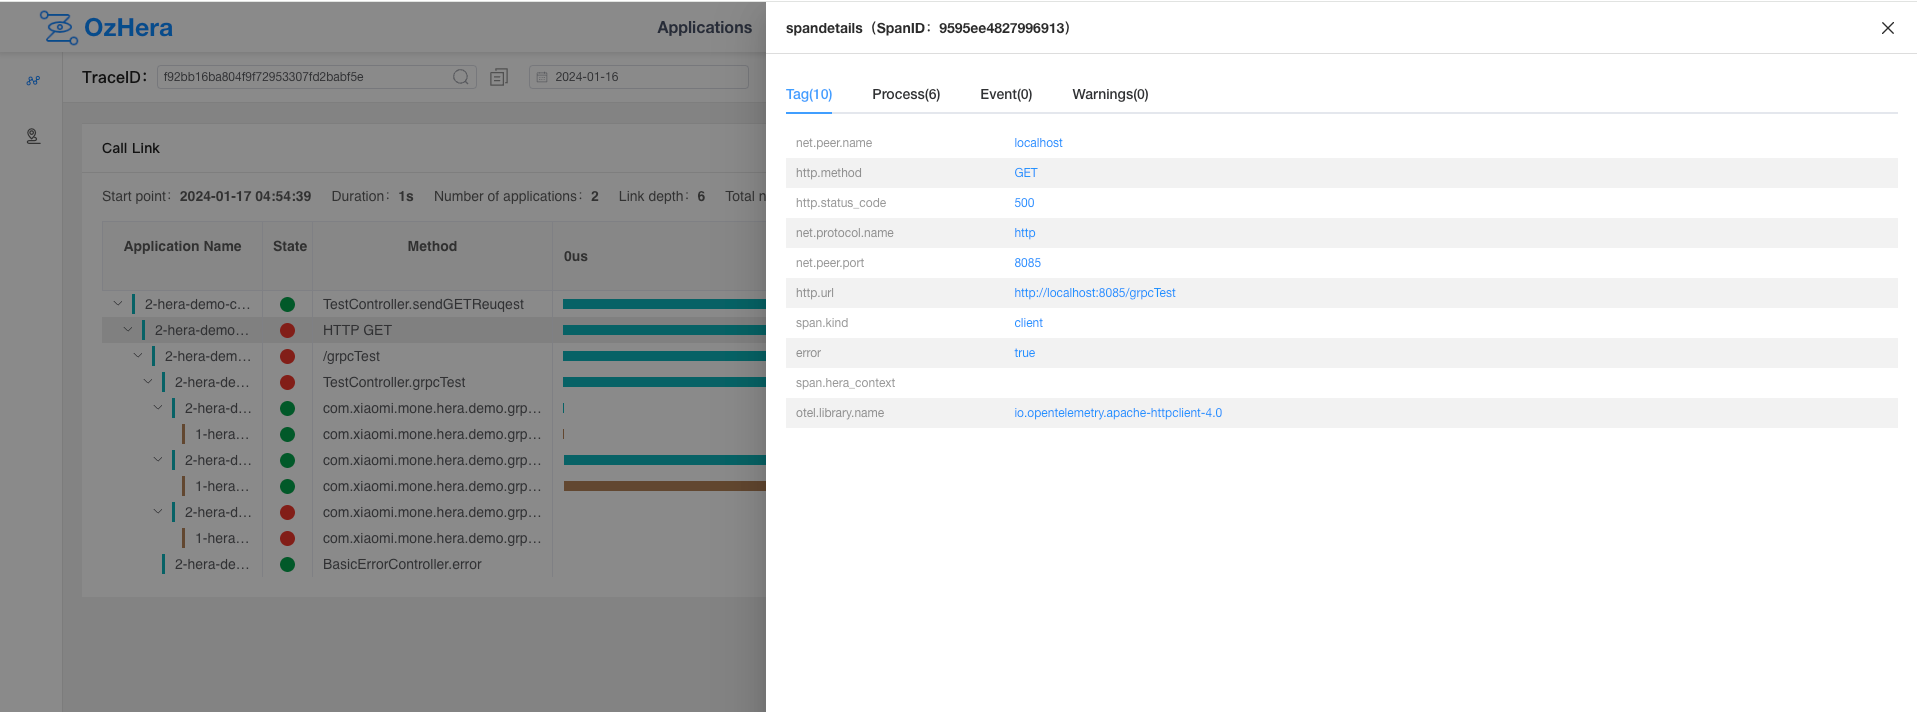 OzHera
Applications
TraceID: f92bb16ba804f9f72953307fd2babf5e 2024-01-16
Call Link
Start point: 2024-01-17 04:54:39 Duration: 1s Number of applications: 2 Link depth: 6 Total n
Application Name State Method 0us
2-hera-demo-c... TestController.sendGETReuqest
2-hera-demo... HTTP GET
2-hera-dem... /grpcTest
2-hera-de... TestController.grpcTest
2-hera-d... com.xiaomi.mone.hera.demo.grp...
1-hera... com.xiaomi.mone.hera.demo.grp...
2-hera-d... com.xiaomi.mone.hera.demo.grp...
1-hera... com.xiaomi.mone.hera.demo.grp...
2-hera-d... com.xiaomi.mone.hera.demo.grp...
1-hera... com.xiaomi.mone.hera.demo.grp...
2-hera-de... BasicErrorController.error
spandetails（SpanID：9595ee4827996913）
Tag(10) Process(6) Event(0) Warnings(0)
net.peer.name localhost
http.method GET
http.status_code 500
net.protocol.name http
net.peer.port 8085
http.url http://localhost:8085/grpcTest
span.kind client
error true
span.hera_context
otel.library.name io.opentelemetry.apache-httpclient-4.0